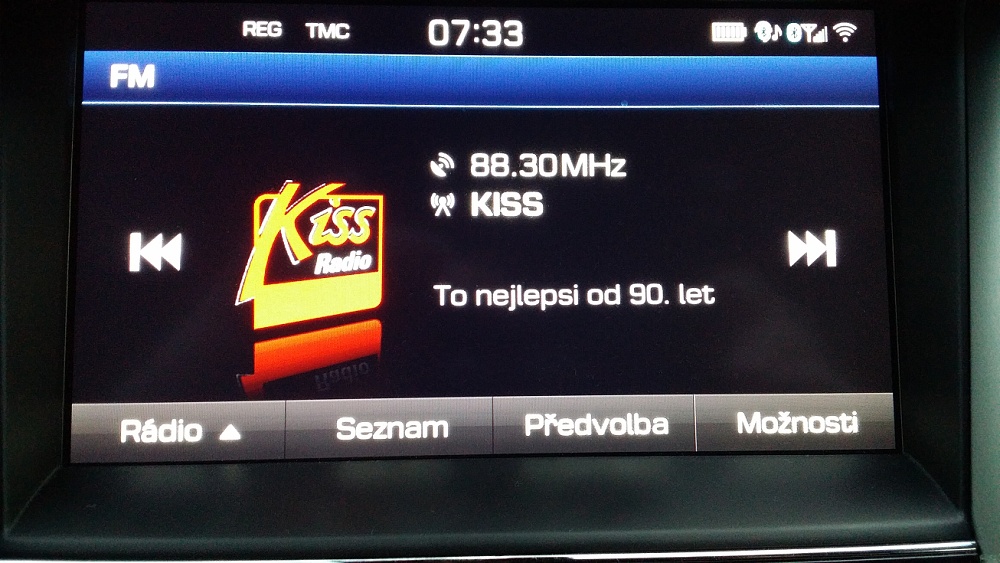 REG TMC 07:33
FM
88.30MHz
KISS
Kiss
Radio
To nejlepsi od 90. let
Radio
Rádio Seznam Předvolba Možnosti